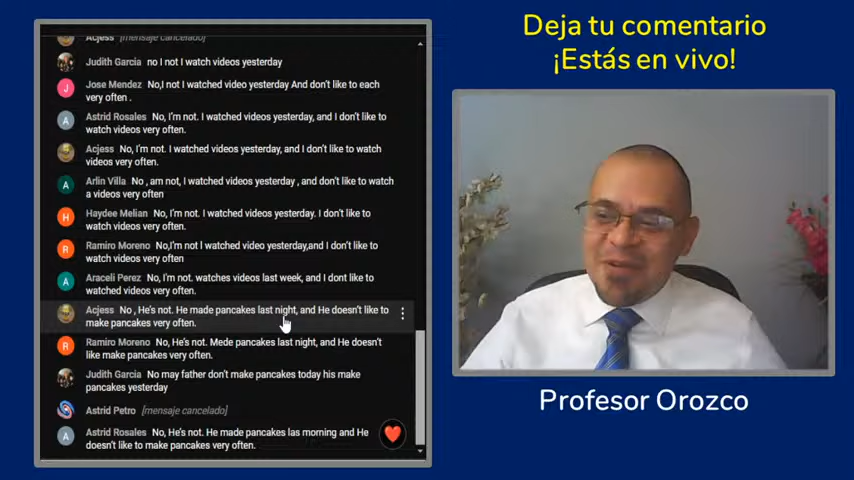 Deja tu comentario
¡Estás en vivo!
Acjess [mensaje cancelado]
Judith Garcia no I not I watch videos yesterday
J
Jose Mendez No,I not I watched video yesterday And don't like to each
very often .
A
Astrid Rosales No, I'm not. I watched videos yesterday, and I don't like to
watch videos very often.
Acjess No, I'm not. I watched videos yesterday, and I don't like to watch
videos very often.
A
Arlin Villa No , am not, I watched videos yesterday , and don't like to watch
a videos very often
H
Haydee Melian No, I'm not. I watched videos yesterday. I don't like to
watch videos very often.
R
Ramiro Moreno No,I'm not I watched video yesterday,and I don't like to
watch videos very often
A
Araceli Perez No, I,m not. watches videos last week, and I dont like to
watched videos very often.
Acjess No , He's not. He made pancakes last night, and He doesn't like to
make pancakes very often.
R
Ramiro Moreno No, He's not. Mede pancakes last night, and He doesn't
like make pancakes very often.
Judith Garcia No may father don't make pancakes today his make
pancakes yesterday
Astrid Petro [mensaje cancelado]
A
Astrid Rosales No, He's not. He made pancakes las morning and He
doesn't like to make pancakes very often.
Profesor Orozco